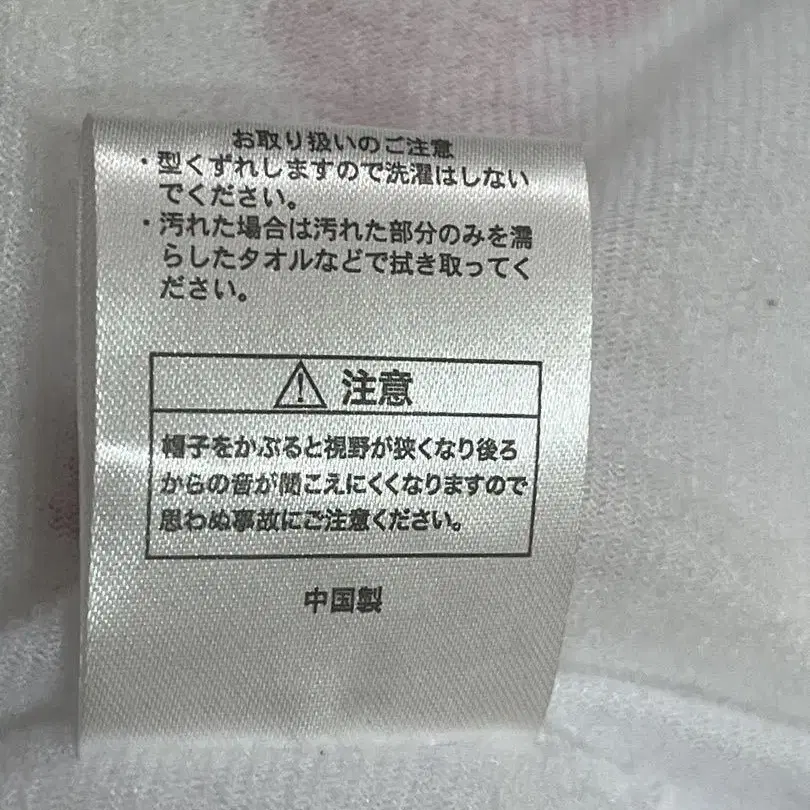 お取り扱いのご注意
・型くずれしますので洗濯はしない
でください。
・汚れた場合は汚れた部分のみを濡
らしたタオルなどで拭き取ってく
ださい。
注意
帽子をかぶると視野が狭くなり後ろ
からの音が聞こえにくくなりますので
思わぬ事故にご注意ください。
中国製